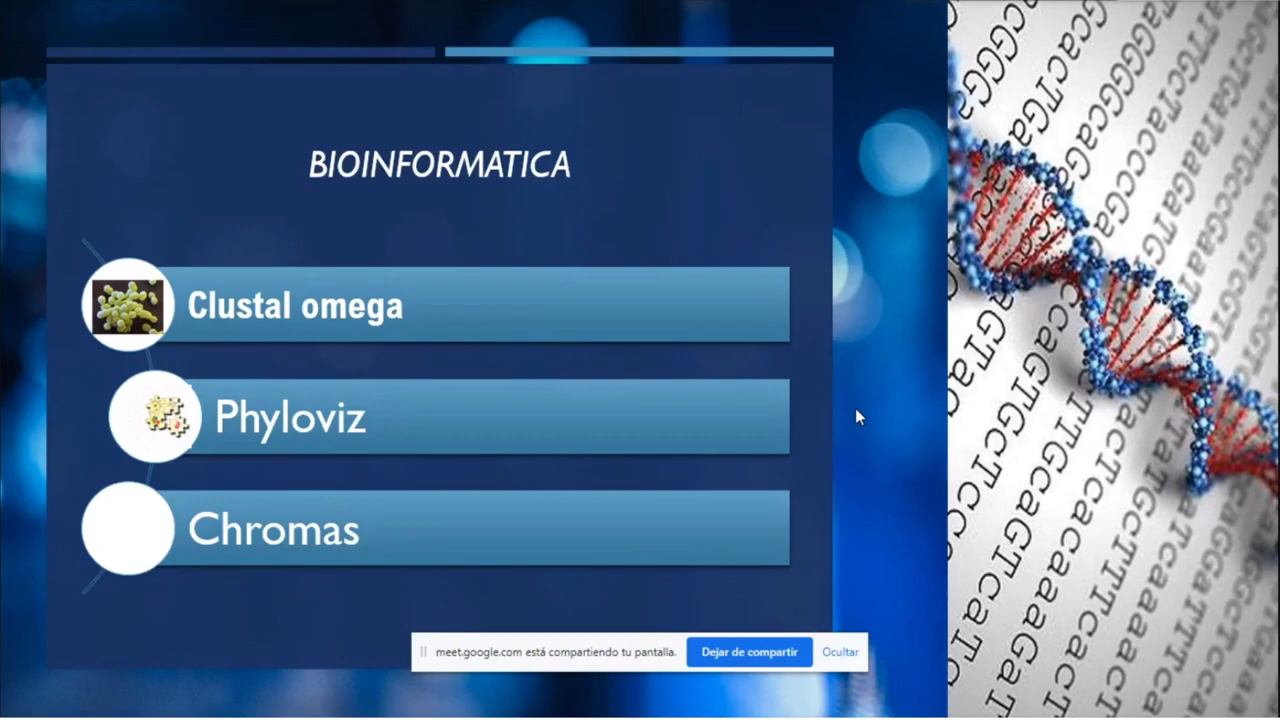 BIOINFORMATICA
Clustal omega
Phyloviz
Chromas
meet.google.com está compartiendo tu pantalla. Dejar de compartir Ocultar